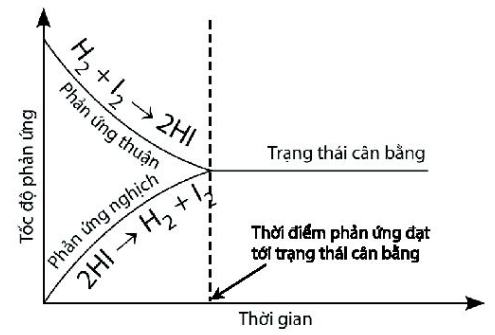 H₂ + I₂ → 2HI
Phản ứng thuận
Tốc độ phản ứng
Phản ứng nghịch
2HI → H₂ + I₂
Trạng thái cân bằng
Thời điểm phản ứng đạt
tới trạng thái cân bằng
Thời gian